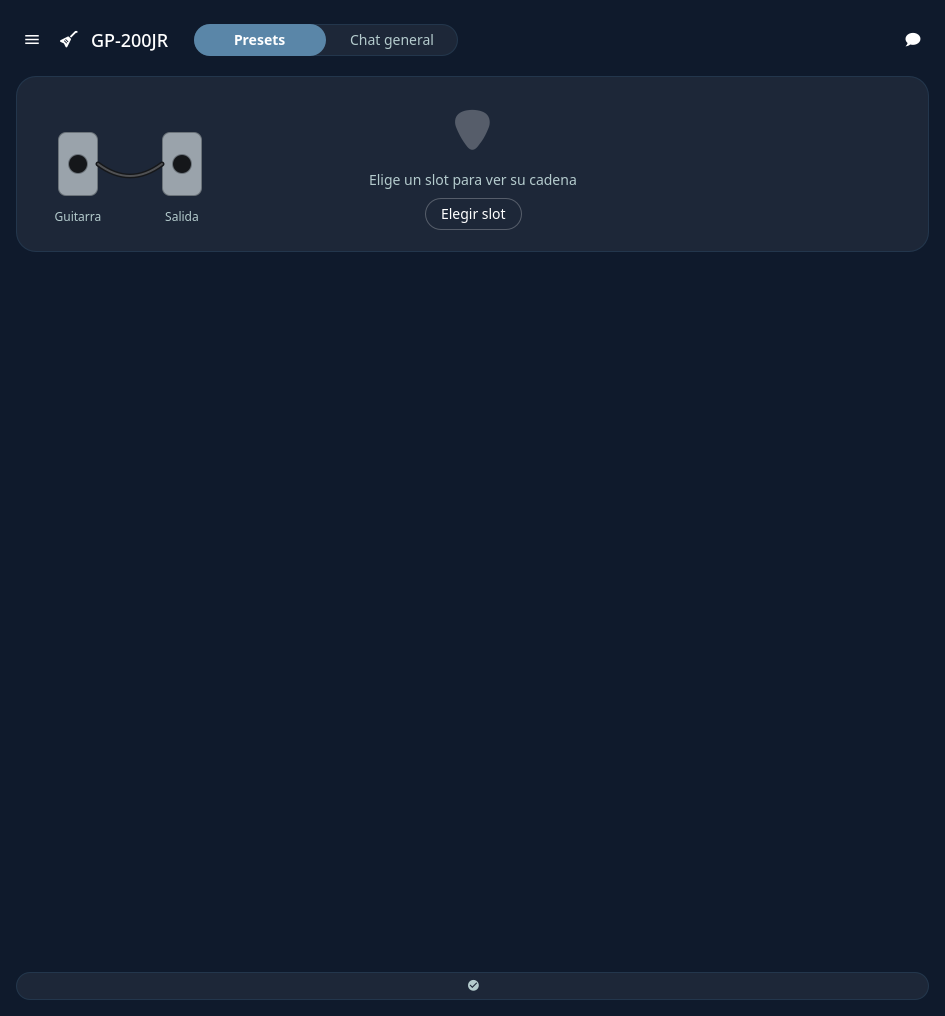 GP-200JR
Presets
Chat general
Elige un slot para ver su cadena
Elegir slot
Guitarra
Salida